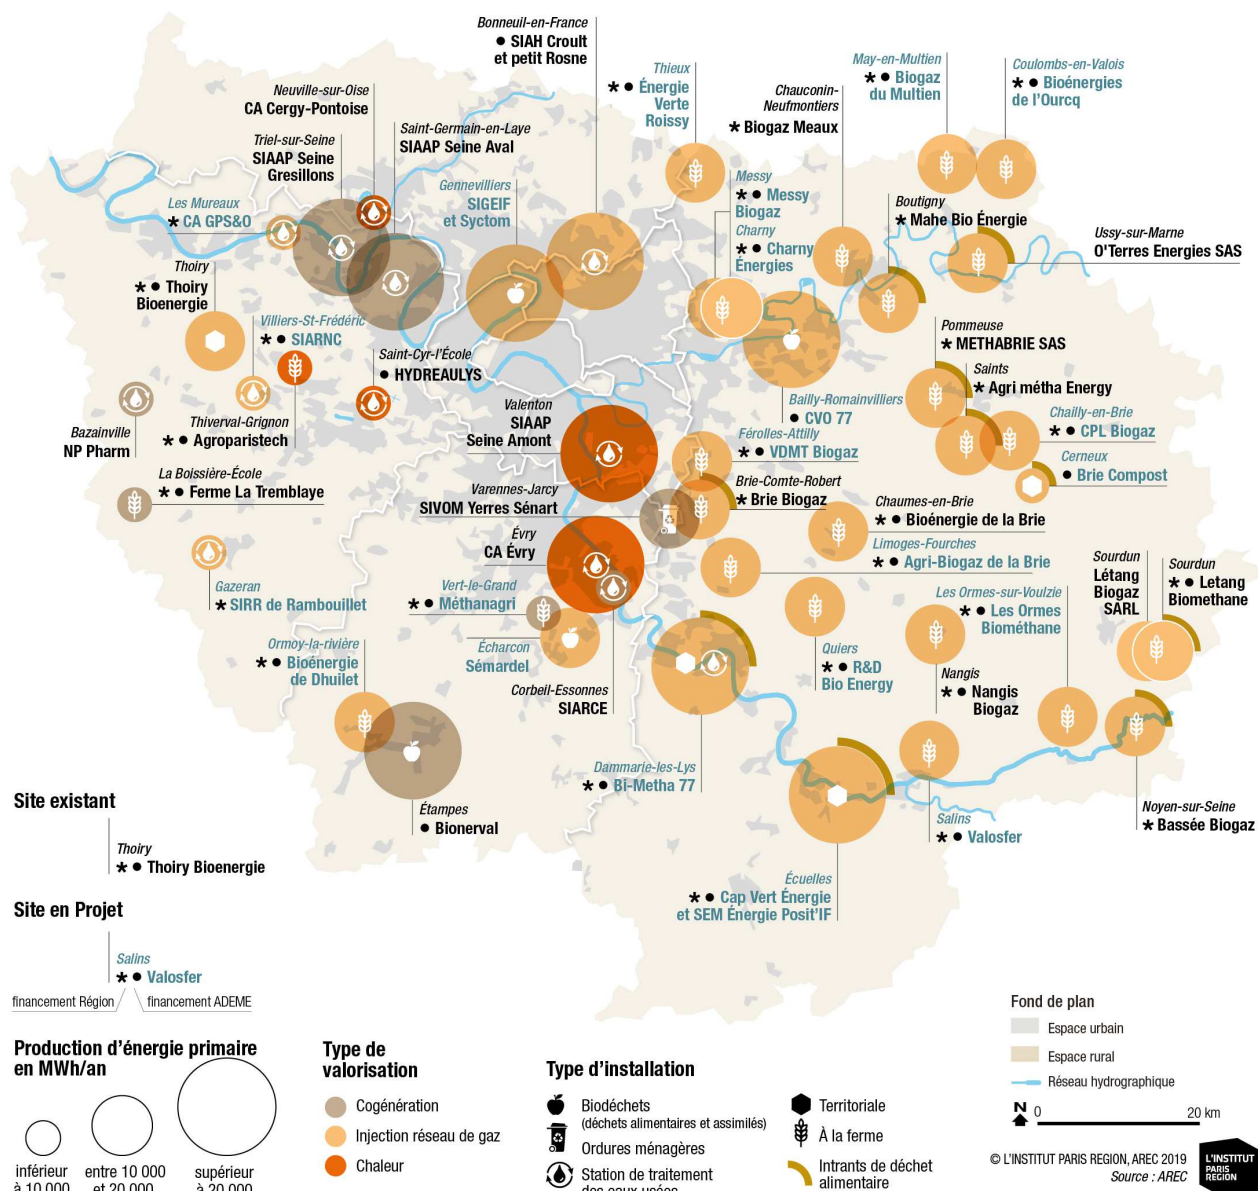 Bonneuil-en-France
● SIAH Croult
et petit Rosne
Thieux
* ● Énergie
Verte
Roissy
May-en-Multien
* ● Biogaz
du Multien
Coulombs-en-Valois
* ● Bioénergies
de l'Ourcq
Chauconin-
Neufmontiers
* Biogaz Meaux
Neuville-sur-Oise
CA Cergy-Pontoise
Saint-Germain-en-Laye
SIAAP Seine Aval
Triel-sur-Seine
SIAAP Seine
Gresillons
Gennevilliers
SIGEIF
et Syctom
Messy
* ● Messy
Biogaz
Charny
* ● Charny
Énergies
Boutigny
* Mahe Bio Énergie
Ussy-sur-Marne
O'Terres Energies SAS
Les Mureaux
* CA GPS&O
Thoiry
* ● Thoiry
Bioenergie
Villiers-St-Frédéric
* ● SIARNC
Saint-Cyr-l'École
● HYDREAULYS
Pommeuse
* METHABRIE SAS
Saints
* Agri métha Energy
Bailly-Romainvilliers
● CVO 77
Chailly-en-Brie
* ● CPL Biogaz
Cerneux
● Brie Compost
Valenton
SIAAP
Seine Amont
Férolles-Attilly
* ● VDMT Biogaz
Thiverval-Grignon
* ● Agroparistech
Bazainville
NP Pharm
La Boissière-École
* ● Ferme La Tremblaye
Varennes-Jarcy
SIVOM Yerres Sénart
Brie-Comte-Robert
* Brie Biogaz
Chaumes-en-Brie
* ● Bioénergie de la Brie
Limoges-Fourches
* ● Agri-Biogaz de la Brie
Évry
CA Évry
Sourdun
Létang
Biogaz
SARL
Sourdun
* ● Letang
Biomethane
Gazeran
* SIRR de Rambouillet
Vert-le-Grand
* ● Méthanagri
Les Ormes-sur-Voulzie
* ● Les Ormes
Biométhane
Ormoy-la-rivière
* ● Bioénergie
de Dhuilet
Écharcon
Sémardel
Quiers
* ● R&D
Bio Energy
Nangis
* ● Nangis
Biogaz
Corbeil-Essonnes
SIARCE
Dammarie-les-Lys
* ● Bi-Metha 77
Étampes
● Bionerval
Salins
* ● Valosfer
Noyen-sur-Seine
* Bassée Biogaz
Écuelles
* ● Cap Vert Énergie
et SEM Énergie Posit'IF
Site existant
Thoiry
* ● Thoiry Bioenergie
Site en Projet
Salins
* ● Valosfer
financement Région
financement ADEME
Production d'énergie primaire
en MWh/an
inférieur
à 10 000
entre 10 000
et 20 000
supérieur
à 20 000
Type de
valorisation
Cogénération
Injection réseau de gaz
Chaleur
Type d'installation
Biodéchets
(déchets alimentaires et assimilés)
Ordures ménagères
Station de traitement
des eaux usées
Territoriale
À la ferme
Intrants de déchet
alimentaire
Fond de plan
Espace urbain
Espace rural
Réseau hydrographique
N
0
20 km
© L'INSTITUT PARIS REGION, AREC 2019
Source : AREC
L'INSTITUT
PARIS
REGION